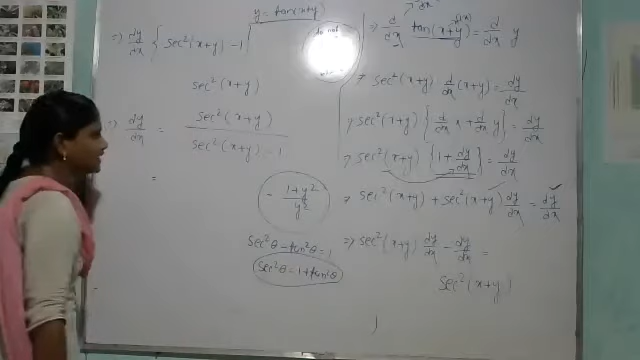 y = tan(x+y)
⇒ dy/dx { sec²(x+y) − 1
sec²(x+y)
⇒ dy/dx = sec²(x+y) / sec²(x+y) − 1
=
− 1+y² / y²
sec²θ − tan²θ = 1
sec²θ = 1 + tan²θ
do not
⇒ d/dx tan(x+y) = d/dx y
⇒ sec²(x+y) d/dx (x+y) = dy/dx
⇒ sec²(x+y) { d/dx x + d/dx y } = dy/dx
⇒ sec²(x+y) { 1 + dy/dx } = dy/dx
⇒ sec²(x+y) + sec²(x+y) dy/dx = dy/dx
⇒ sec²(x+y) dy/dx − dy/dx =
sec²(x+y)